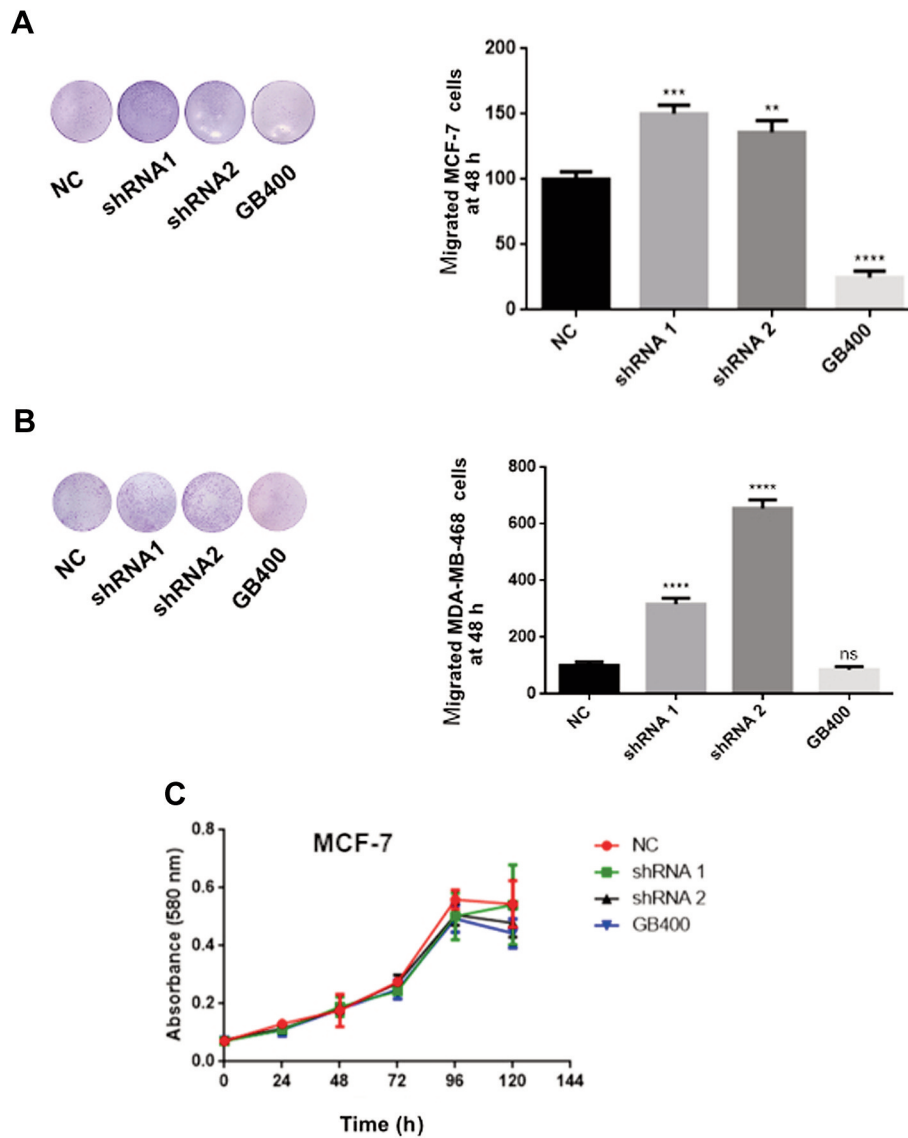 A
NC
shRNA1
shRNA2
GB400
Migrated MCF-7 cells
at 48 h
200
150
100
50
0
***
**
****
NC
shRNA 1
shRNA 2
GB400
B
NC
shRNA1
shRNA2
GB400
Migrated MDA-MB-468 cells
at 48 h
800
600
400
200
0
****
****
ns
NC
shRNA 1
shRNA 2
GB400
C
MCF-7
Absorbance (580 nm)
0.8
0.6
0.4
0.2
0.0
0 24 48 72 96 120 144
Time (h)
NC
shRNA 1
shRNA 2
GB400